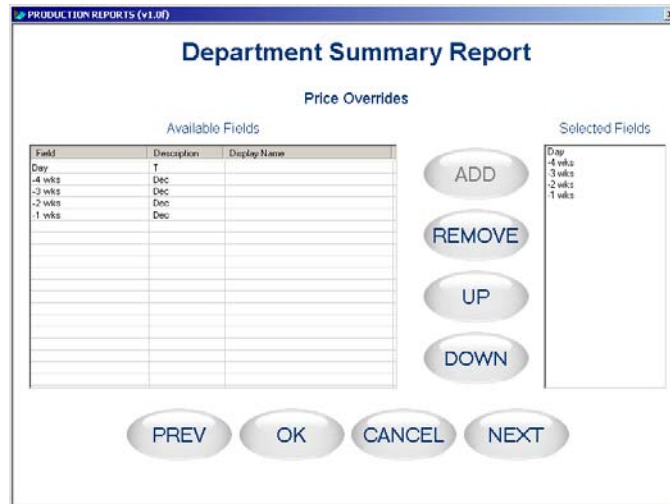 PRODUCTION REPORTS (v1.0f)
Department Summary Report
Price Overrides
Available Fields
Selected Fields
Field Description Display Name
Day T
-4 wks Dec
-3 wks Dec
-2 wks Dec
-1 wks Dec
Day
-4 wks
-3 wks
-2 wks
-1 wks
ADD
REMOVE
UP
DOWN
PREV OK CANCEL NEXT